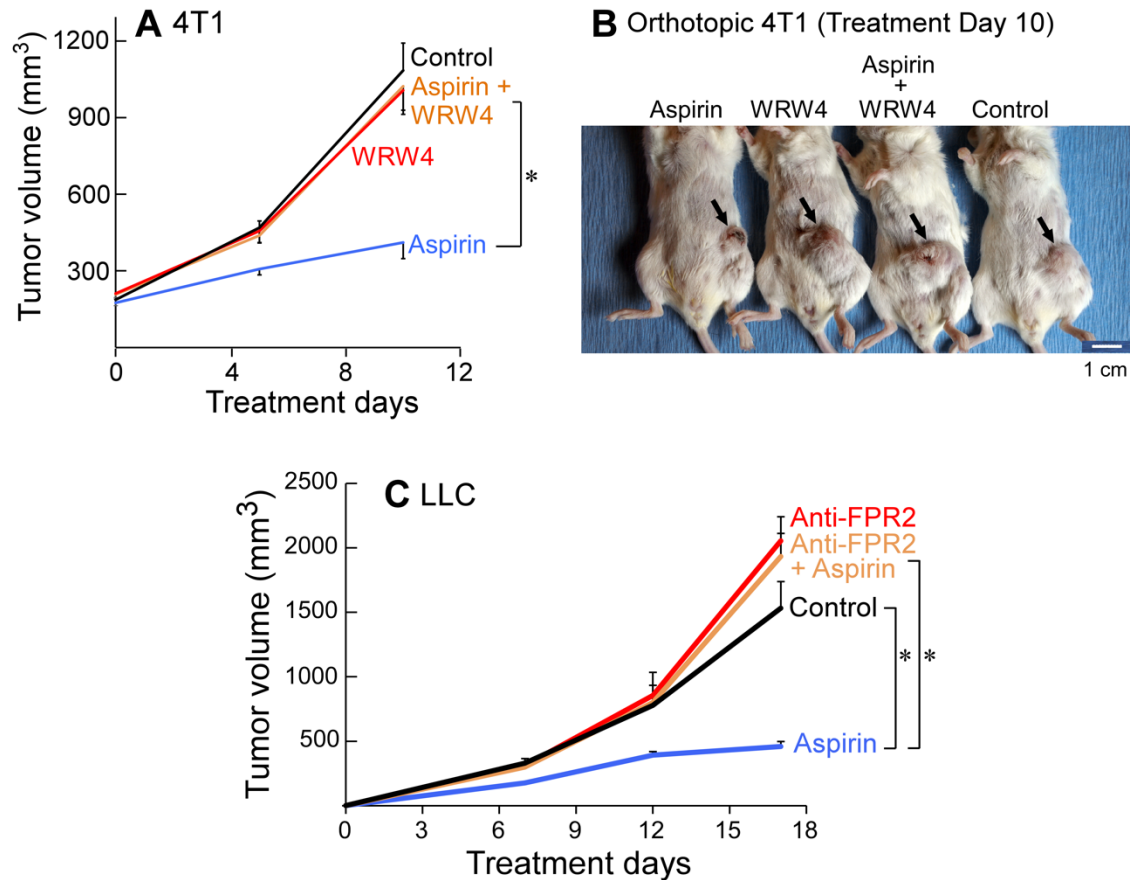 A 4T1
Tumor volume (mm³)
1200
900
600
300
0
4
8
12
Treatment days
Control
Aspirin +
WRW4
WRW4
Aspirin
*
B Orthotopic 4T1 (Treatment Day 10)
Aspirin
WRW4
Aspirin
+
WRW4
Control
1 cm
C LLC
Tumor volume (mm³)
2500
2000
1500
1000
500
0
3
6
9
12
15
18
Treatment days
Anti-FPR2
Anti-FPR2
+ Aspirin
Control
Aspirin
*
*